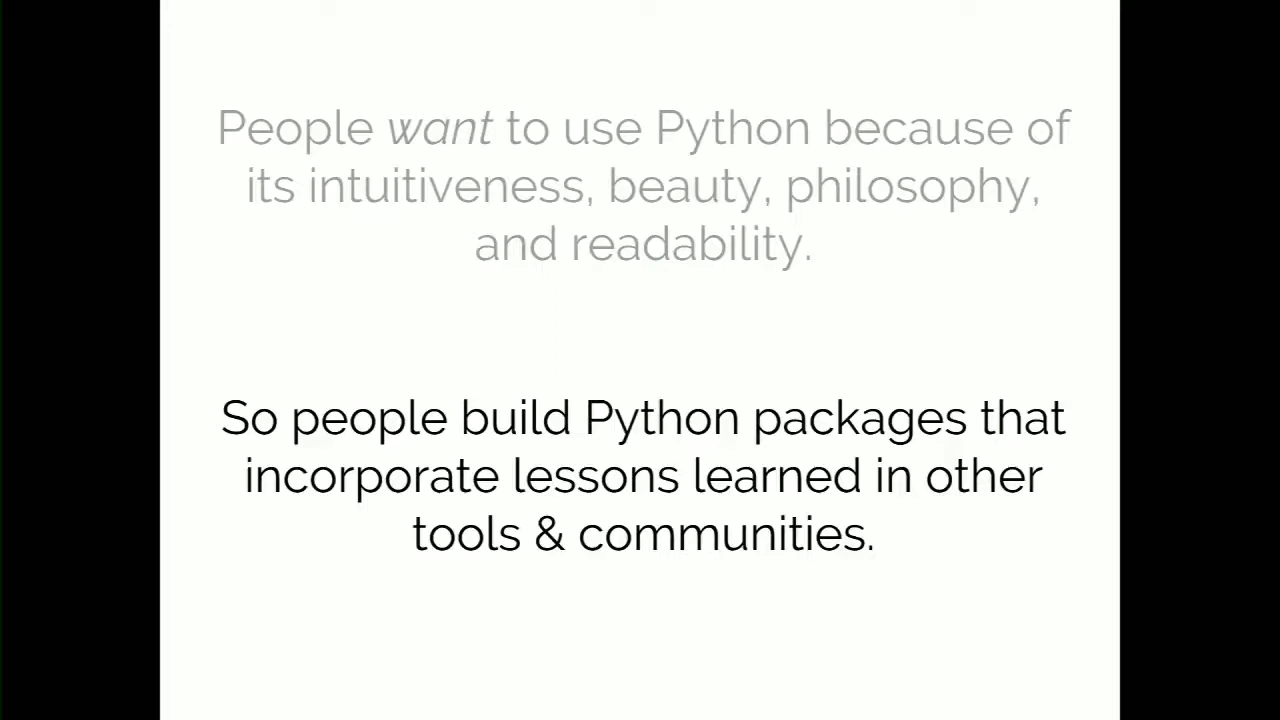 People want to use Python because of
its intuitiveness, beauty, philosophy,
and readability.
So people build Python packages that
incorporate lessons learned in other
tools & communities.